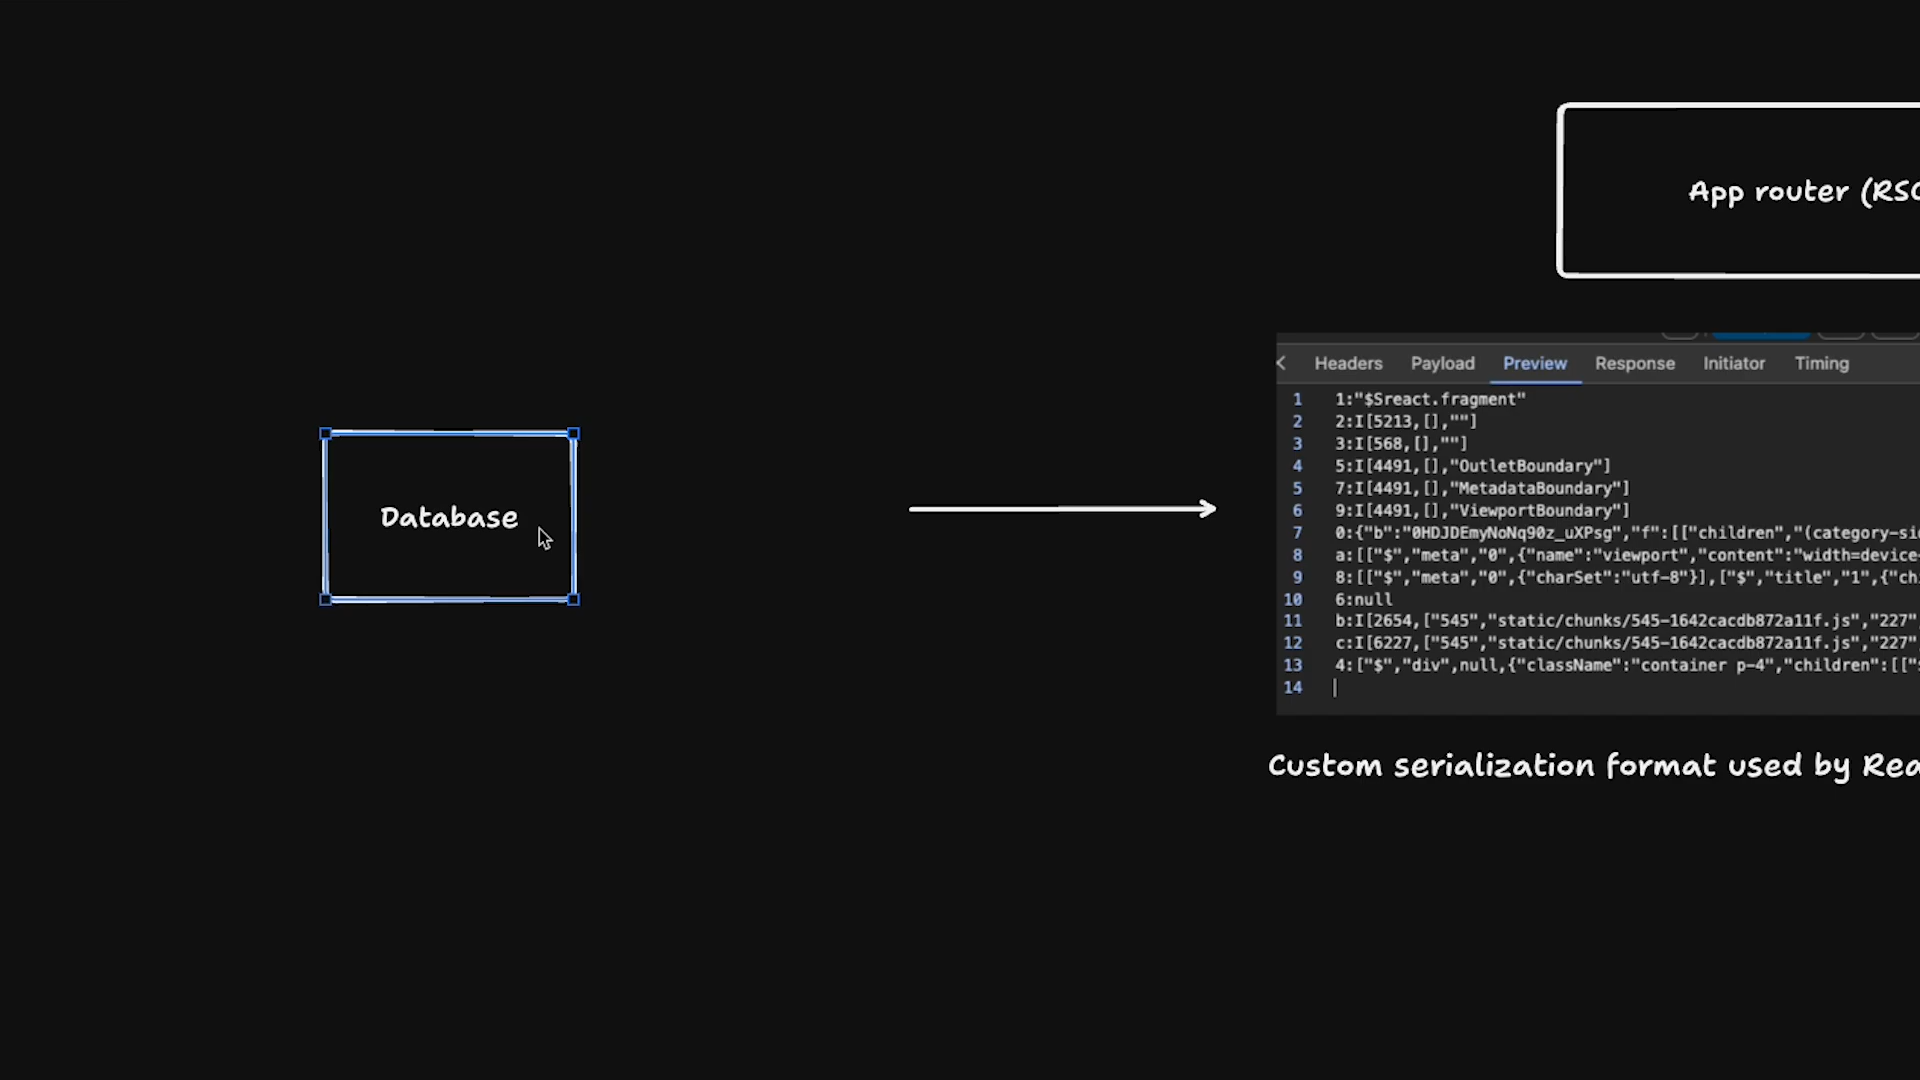 App router (RSC
Headers Payload Preview Response Initiator Timing
1 1:"$Sreact.fragment"
2 2:I[5213,[],""]
3 3:I[568,[],""]
4 5:I[4491,[],"OutletBoundary"]
5 7:I[4491,[],"MetadataBoundary"]
6 9:I[4491,[],"ViewportBoundary"]
7 0:{"b":"0HDJDEmyNoNq90z_uXPsg","f":[["children","(category-si
8 a:[["$","meta","0",{"name":"viewport","content":"width=device-
9 8:[["$","meta","0",{"charSet":"utf-8"}],["$","title","1",{"ch
10 6:null
11 b:I[2654,["545","static/chunks/545-1642cacdb872a11f.js","227"
12 c:I[6227,["545","static/chunks/545-1642cacdb872a11f.js","227"
13 4:["$","div",null,{"className":"container p-4","children":[["
14
Database
Custom serialization format used by Rea